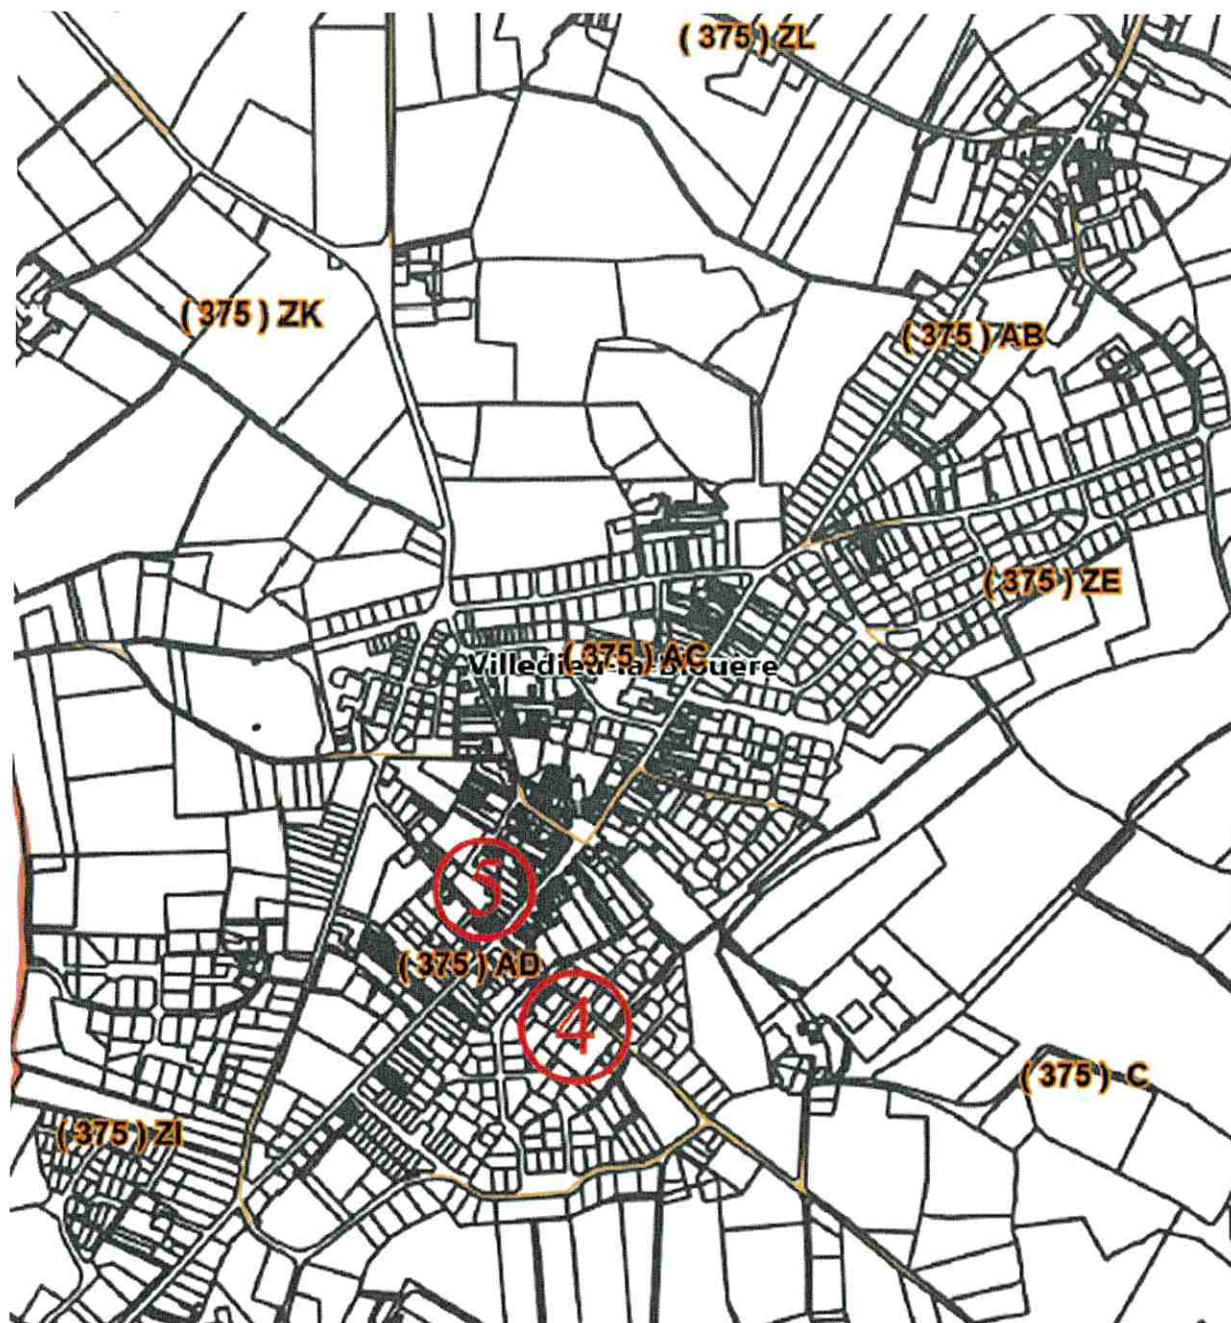 ( 375 ) ZL
( 375 ) ZK
( 375 ) AB
( 375 ) ZE
( 375 ) AC
Villedieu-la-Blouère
5
( 375 ) AD
4
( 375 ) C
( 375 ) ZI